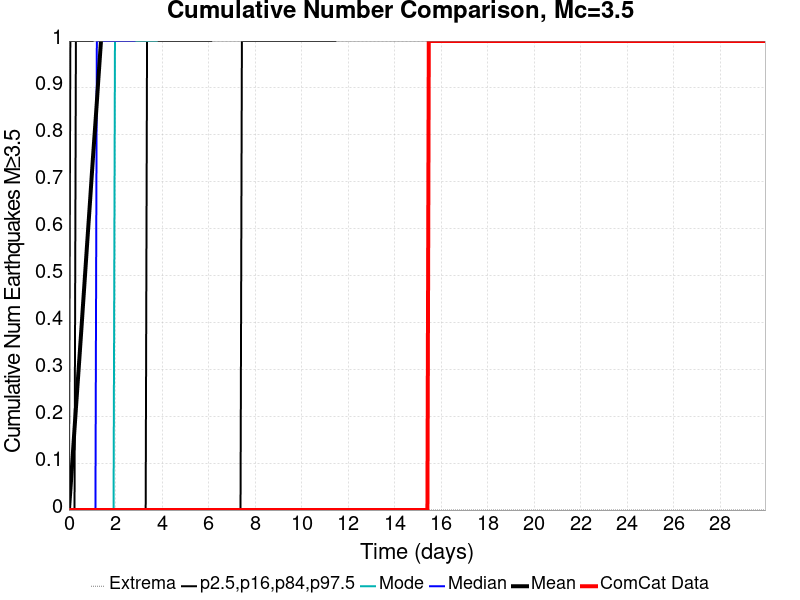 Cumulative Number Comparison, Mc=3.5
Cumulative Num Earthquakes M≥3.5
1
0.9
0.8
0.7
0.6
0.5
0.4
0.3
0.2
0.1
0
0 2 4 6 8 10 12 14 16 18 20 22 24 26 28
Time (days)
Extrema p2.5,p16,p84,p97.5 Mode Median Mean ComCat Data